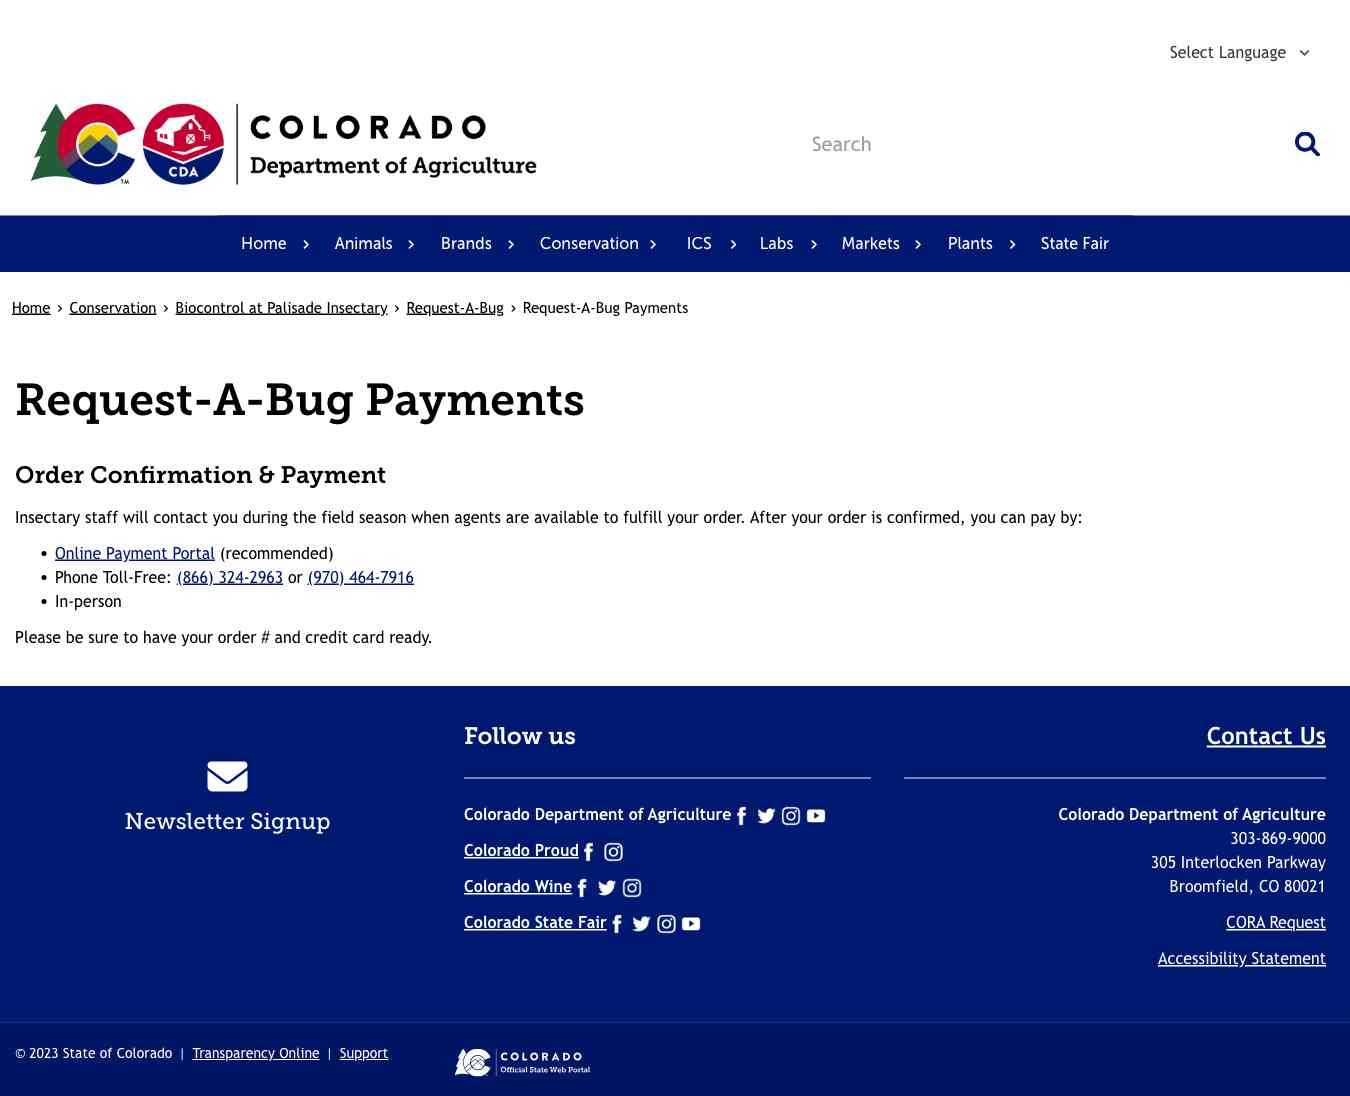 Select Language
COLORADO
Department of Agriculture
CDA
TM
Search
Home Animals Brands Conservation ICS Labs Markets Plants State Fair
Home › Conservation › Biocontrol at Palisade Insectary › Request-A-Bug › Request-A-Bug Payments
Request-A-Bug Payments
Order Confirmation & Payment
Insectary staff will contact you during the field season when agents are available to fulfill your order. After your order is confirmed, you can pay by:
• Online Payment Portal (recommended)
• Phone Toll-Free: (866) 324-2963 or (970) 464-7916
• In-person
Please be sure to have your order # and credit card ready.
Newsletter Signup
Follow us
Colorado Department of Agriculture
Colorado Proud
Colorado Wine
Colorado State Fair
Contact Us
Colorado Department of Agriculture
303-869-9000
305 Interlocken Parkway
Broomfield, CO 80021
CORA Request
Accessibility Statement
© 2023 State of Colorado | Transparency Online | Support
COLORADO
Official State Web Portal